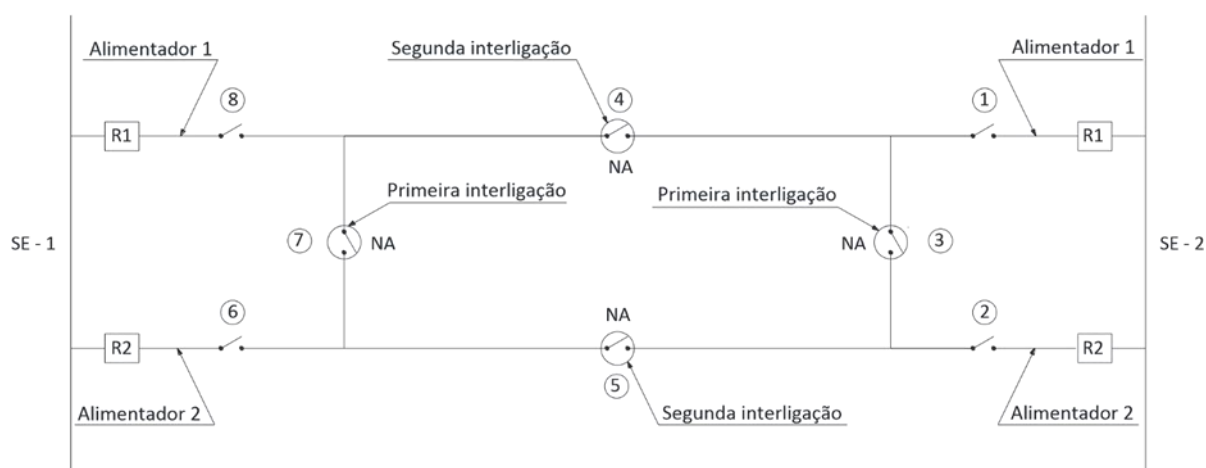 Alimentador 1
Segunda interligação
Alimentador 1
8
4
1
R1
R1
NA
Primeira interligação
Primeira interligação
SE - 1
7
NA
NA
3
SE - 2
6
NA
2
R2
R2
5
Alimentador 2
Segunda interligação
Alimentador 2